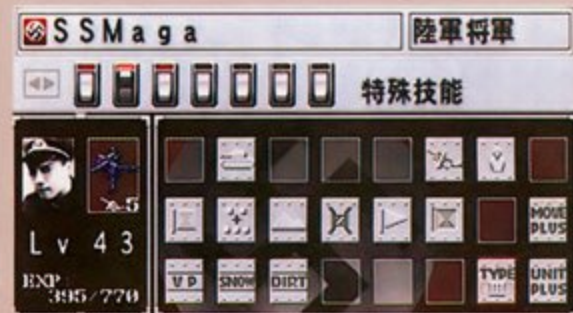 SSMaga 陸軍将軍
特殊技能
×5
Lv 43
MOVE PLUS
EXP 395/770
VP SNOW DIRT TYPE UNIT PLUS